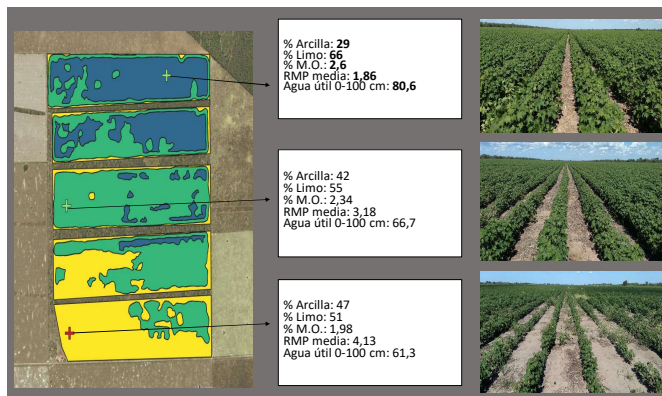 % Arcilla: 29
% Limo: 66
% M.O.: 2,6
RMP media: 1,86
Agua útil 0-100 cm: 80,6
% Arcilla: 42
% Limo: 55
% M.O.: 2,34
RMP media: 3,18
Agua útil 0-100 cm: 66,7
% Arcilla: 47
% Limo: 51
% M.O.: 1,98
RMP media: 4,13
Agua útil 0-100 cm: 61,3